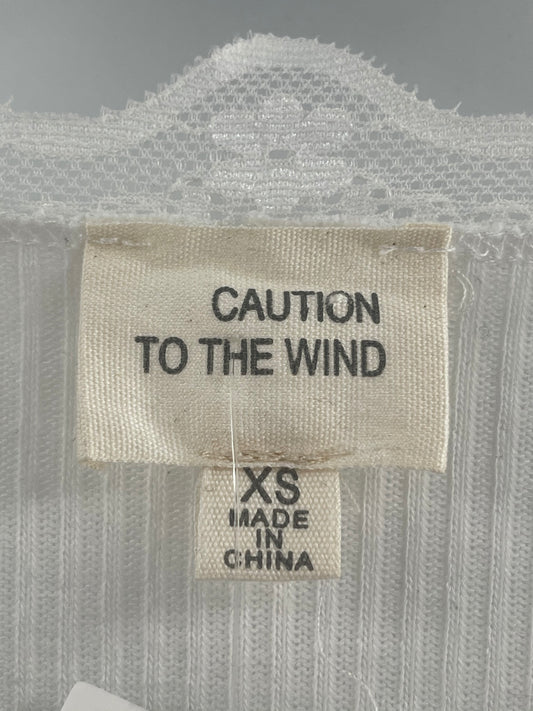 CAUTION
TO THE WIND
XS
MADE
IN
CHINA